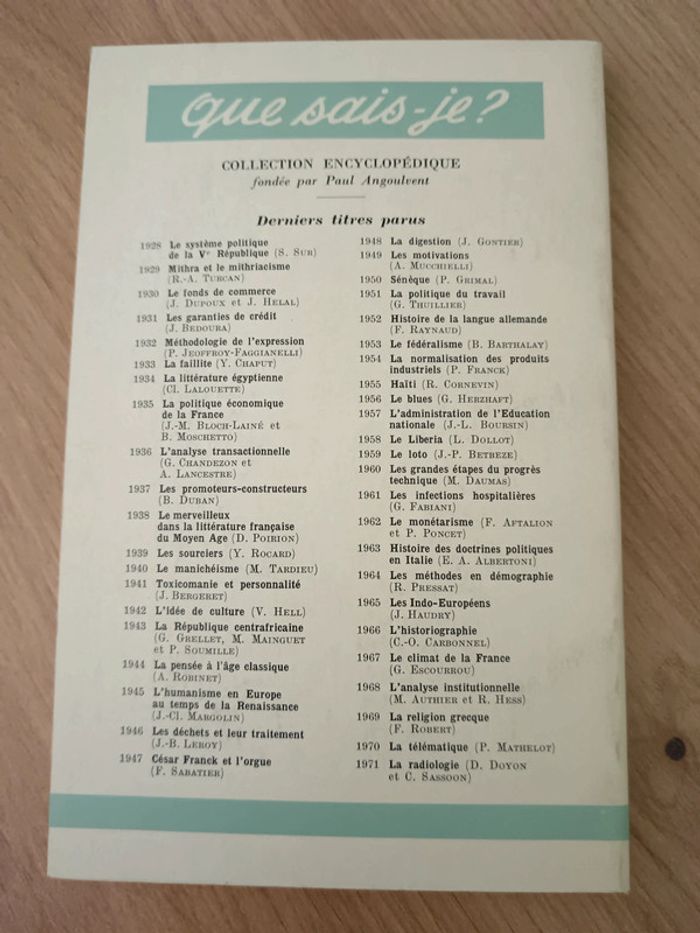 que sais-je?
COLLECTION ENCYCLOPÉDIQUE
fondée par Paul Angoulvent
Derniers titres parus
1928 Le système politique
de la Ve République (S. SUR)
1929 Mithra et le mithriacisme
(R.-A. TURCAN)
1930 Le fonds de commerce
(J. DUPOUX et J. HELAL)
1931 Les garanties de crédit
(J. BEDOURA)
1932 Méthodologie de l'expression
(P. JEOFFROY-FAGGIANELLI)
1933 La faillite (Y. CHAPUT)
1934 La littérature égyptienne
(Cl. LALOUETTE)
1935 La politique économique
de la France
(J.-M. BLOCH-LAINÉ et
B. MOSCHETTO)
1936 L'analyse transactionnelle
(G. CHANDEZON et
A. LANCESTRE)
1937 Les promoteurs-constructeurs
(B. DUBAN)
1938 Le merveilleux
dans la littérature française
du Moyen Age (D. POIRION)
1939 Les sourciers (Y. ROCARD)
1940 Le manichéisme (M. TARDIEU)
1941 Toxicomanie et personnalité
(J. BERGERET)
1942 L'idée de culture (V. HELL)
1943 La République centrafricaine
(G. GRELLET, M. MAINGUET
et P. SOUMILLE)
1944 La pensée à l'âge classique
(A. ROBINET)
1945 L'humanisme en Europe
au temps de la Renaissance
(J.-Cl. MARGOLIN)
1946 Les déchets et leur traitement
(J.-B. LEROY)
1947 César Franck et l'orgue
(F. SABATIER)
1948 La digestion (J. GONTIER)
1949 Les motivations
(A. MUCCHIELLI)
1950 Sénèque (P. GRIMAL)
1951 La politique du travail
(G. THUILLIER)
1952 Histoire de la langue allemande
(F. RAYNAUD)
1953 Le fédéralisme (B. BARTHALAY)
1954 La normalisation des produits
industriels (P. FRANCK)
1955 Haïti (R. CORNEVIN)
1956 Le blues (G. HERZHAFT)
1957 L'administration de l'Education
nationale (J.-L. BOURSIN)
1958 Le Liberia (L. DOLLOT)
1959 Le loto (J.-P. BETBEZE)
1960 Les grandes étapes du progrès
technique (M. DAUMAS)
1961 Les infections hospitalières
(G. FABIANI)
1962 Le monétarisme (F. AFTALION
et P. PONCET)
1963 Histoire des doctrines politiques
en Italie (E. A. ALBERTONI)
1964 Les méthodes en démographie
(R. PRESSAT)
1965 Les Indo-Européens
(J. HAUDRY)
1966 L'historiographie
(C.-O. CARBONNEL)
1967 Le climat de la France
(G. ESCOURROU)
1968 L'analyse institutionnelle
(M. AUTHIER et R. HESS)
1969 La religion grecque
(F. ROBERT)
1970 La télématique (P. MATHELOT)
1971 La radiologie (D. DOYON
et C. SASSOON)